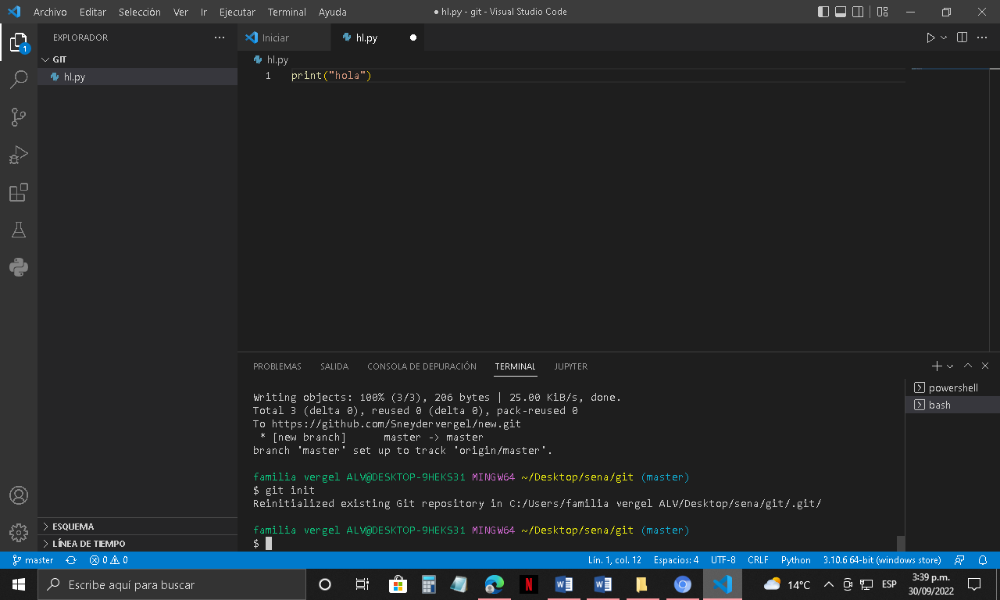 Archivo Editar Selección Ver Ir Ejecutar Terminal Ayuda
● hl.py - git - Visual Studio Code
EXPLORADOR
GIT
hl.py
1
Iniciar
hl.py
hl.py
1 print("hola")
PROBLEMAS SALIDA CONSOLA DE DEPURACIÓN TERMINAL JUPYTER
powershell
bash
Writing objects: 100% (3/3), 206 bytes | 25.00 KiB/s, done.
Total 3 (delta 0), reused 0 (delta 0), pack-reused 0
To https://github.com/Sneydervergel/new.git
* [new branch] master -> master
branch 'master' set up to track 'origin/master'.
familia vergel ALV@DESKTOP-9HEKS31 MINGW64 ~/Desktop/sena/git (master)
$ git init
Reinitialized existing Git repository in C:/Users/familia vergel ALV/Desktop/sena/git/.git/
familia vergel ALV@DESKTOP-9HEKS31 MINGW64 ~/Desktop/sena/git (master)
$
ESQUEMA
LÍNEA DE TIEMPO
master 0 0
Lín. 1, col. 12 Espacios: 4 UTF-8 CRLF Python 3.10.6 64-bit (windows store)
Escribe aquí para buscar
14°C
ESP
3:39 p.m.
30/09/2022